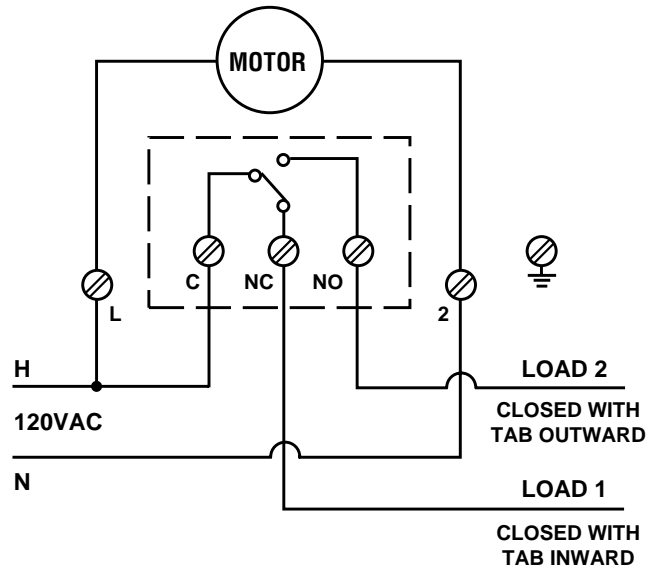 MOTOR
C NC NO
L 2
H
LOAD 2
120VAC
CLOSED WITH
TAB OUTWARD
N
LOAD 1
CLOSED WITH
TAB INWARD